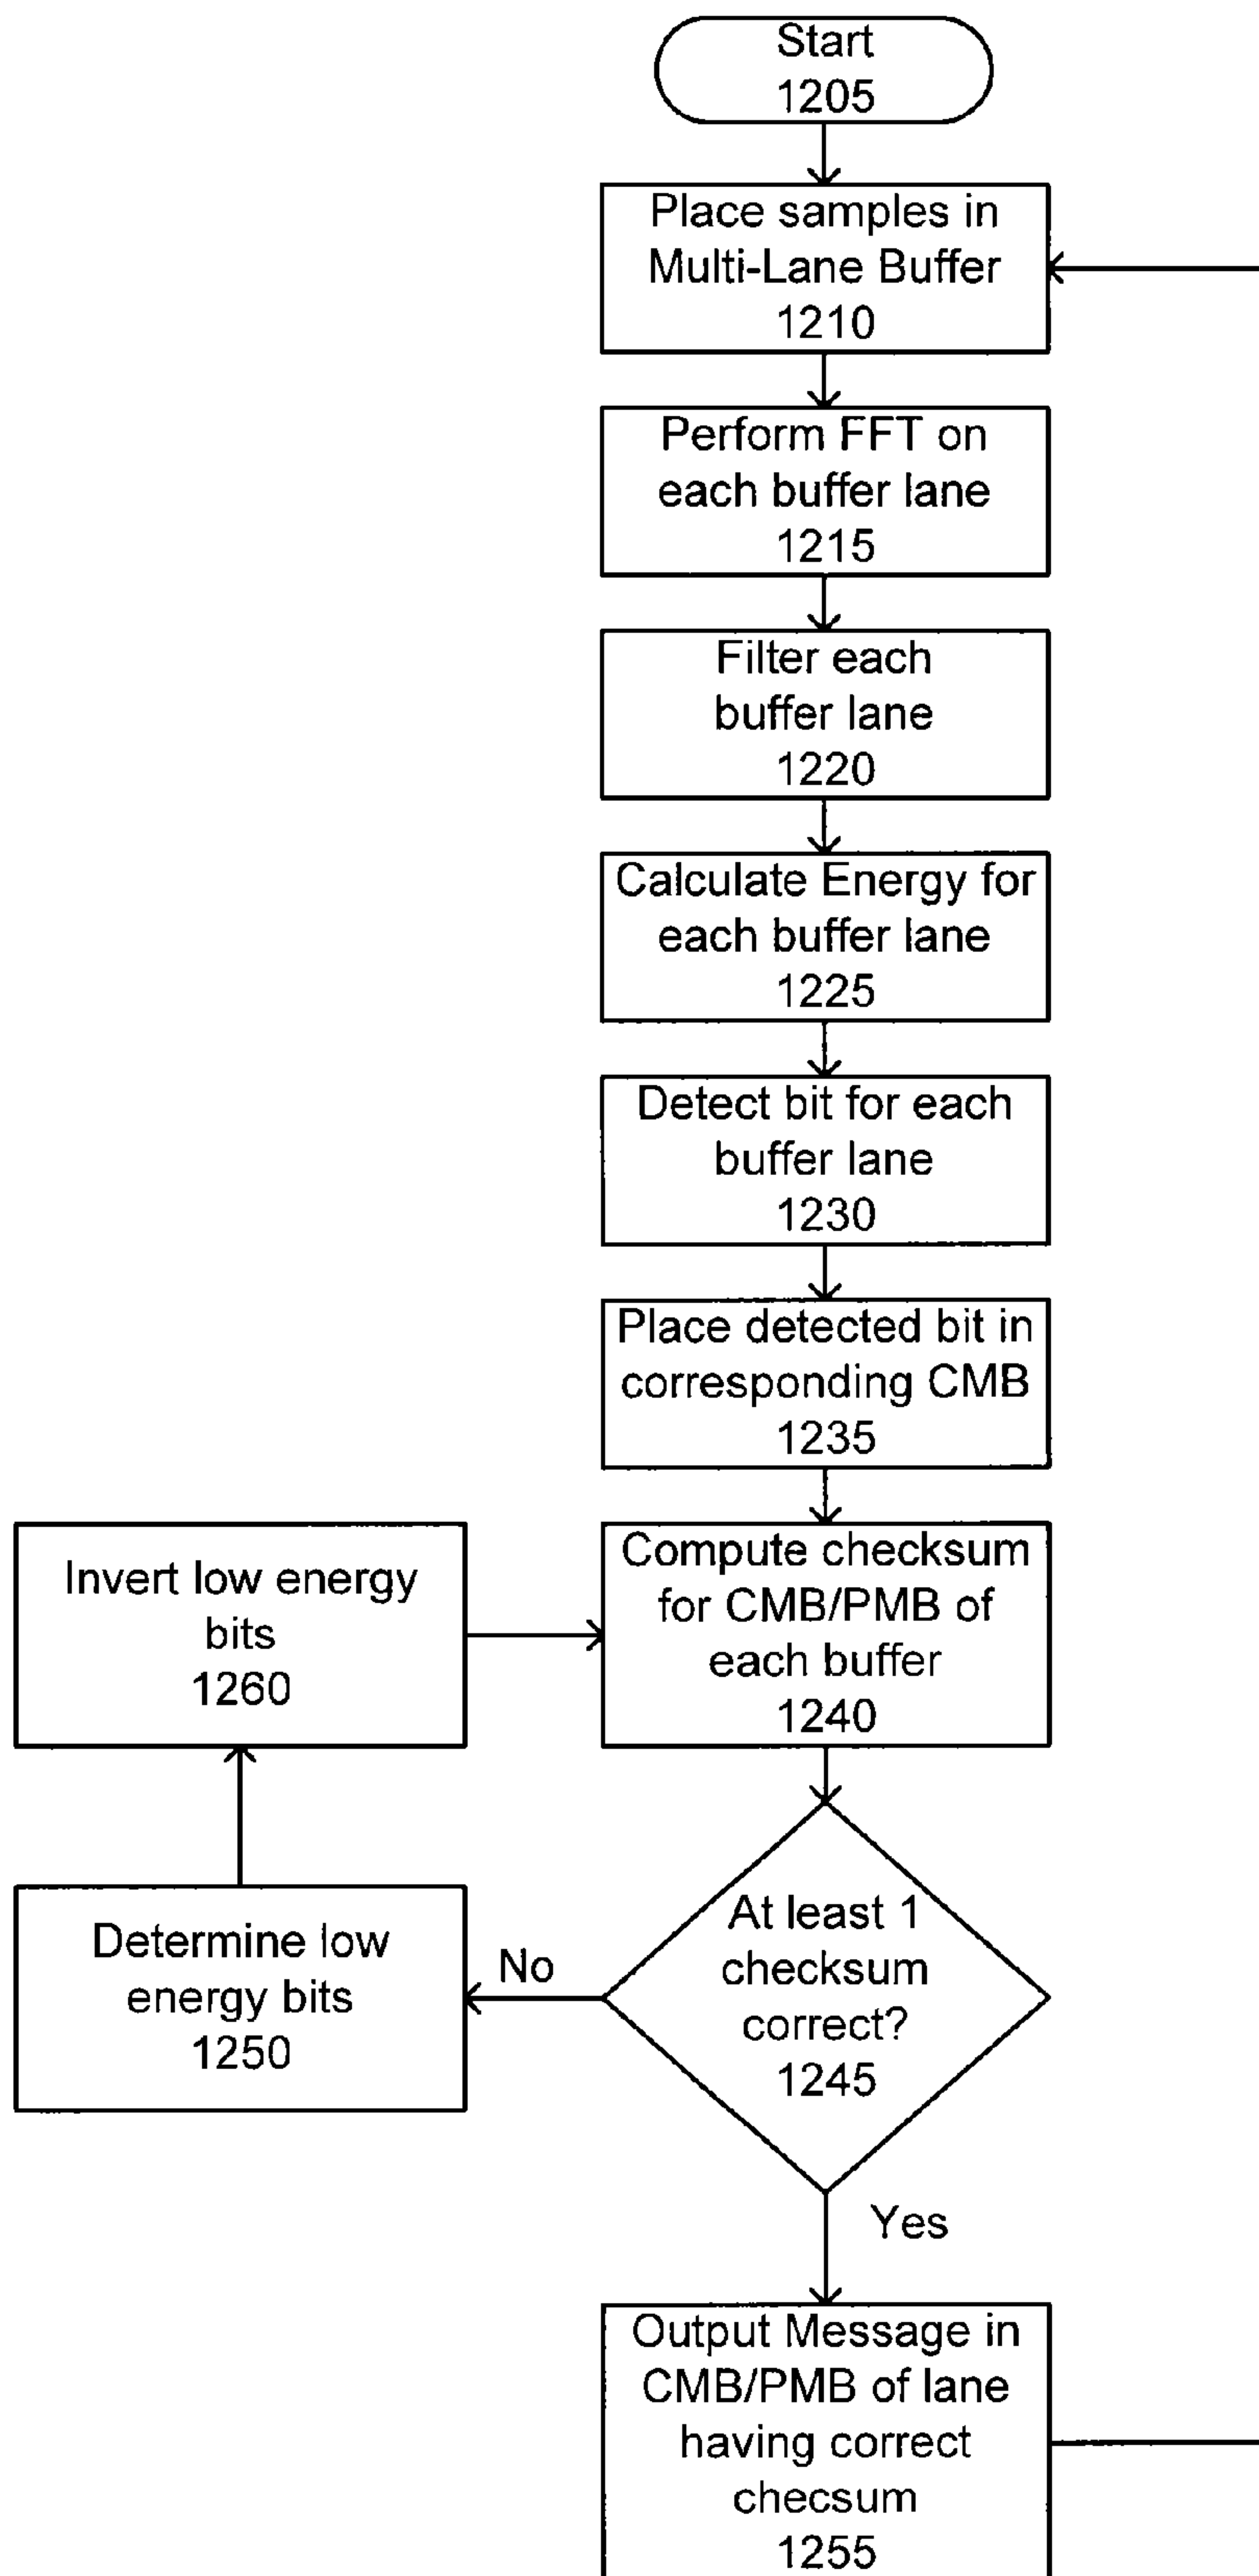 Start
1205
Place samples in
Multi-Lane Buffer
1210
Perform FFT on
each buffer lane
1215
Filter each
buffer lane
1220
Calculate Energy for
each buffer lane
1225
Detect bit for each
buffer lane
1230
Place detected bit in
corresponding CMB
1235
Compute checksum
for CMB/PMB of
each buffer
1240
Invert low energy
bits
1260
At least 1
checksum
correct?
1245
No
Determine low
energy bits
1250
Yes
Output Message in
CMB/PMB of lane
having correct
checsum
1255